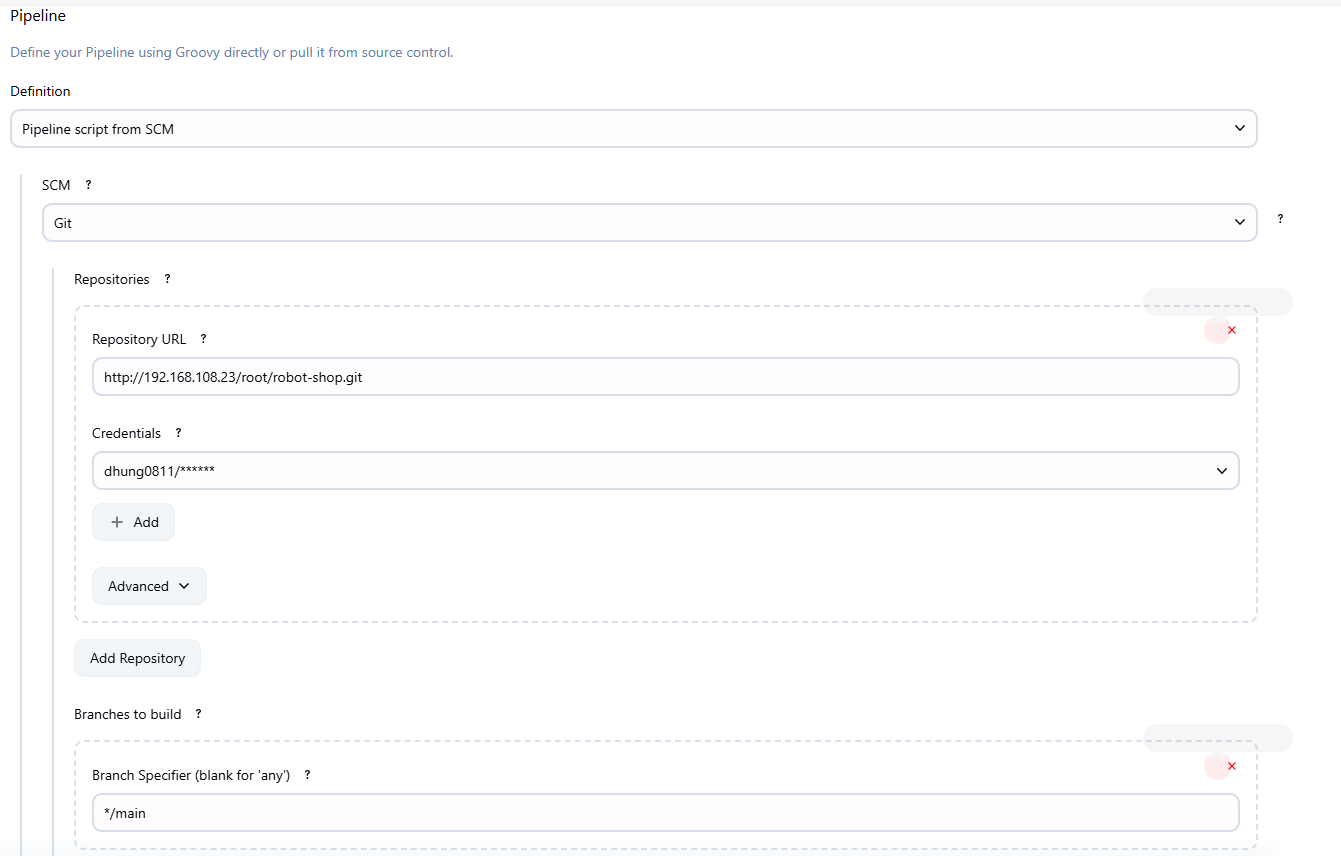 Pipeline
Define your Pipeline using Groovy directly or pull it from source control.
Definition
Pipeline script from SCM
SCM ?
Git
?
Repositories ?
Repository URL ?
http://192.168.108.23/root/robot-shop.git
Credentials ?
dhung0811/******
+ Add
Advanced
Add Repository
Branches to build ?
Branch Specifier (blank for 'any') ?
*/main